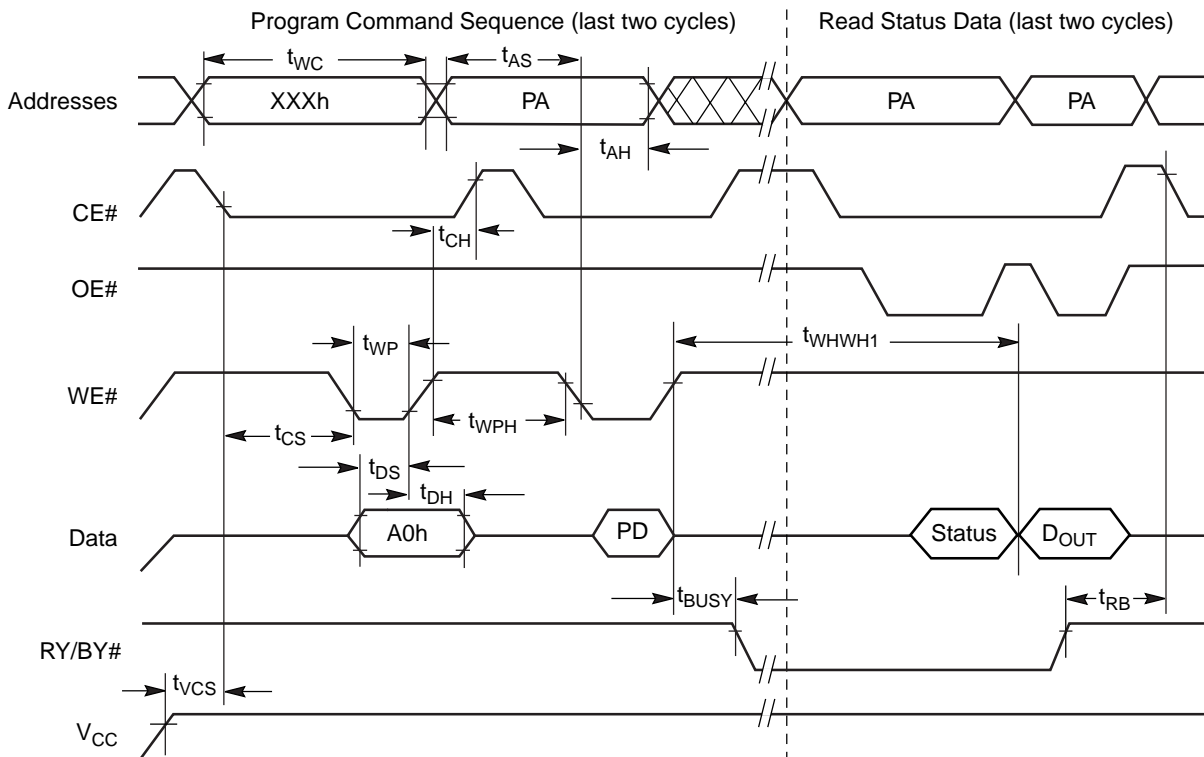 Program Command Sequence (last two cycles)
Read Status Data (last two cycles)
tWC
tAS
Addresses
XXXh
PA
PA
PA
tAH
CE#
tCH
OE#
tWP
tWHWH1
WE#
tCS
tWPH
tDS
tDH
Data
A0h
PD
Status
DOUT
tBUSY
tRB
RY/BY#
tVCS
VCC